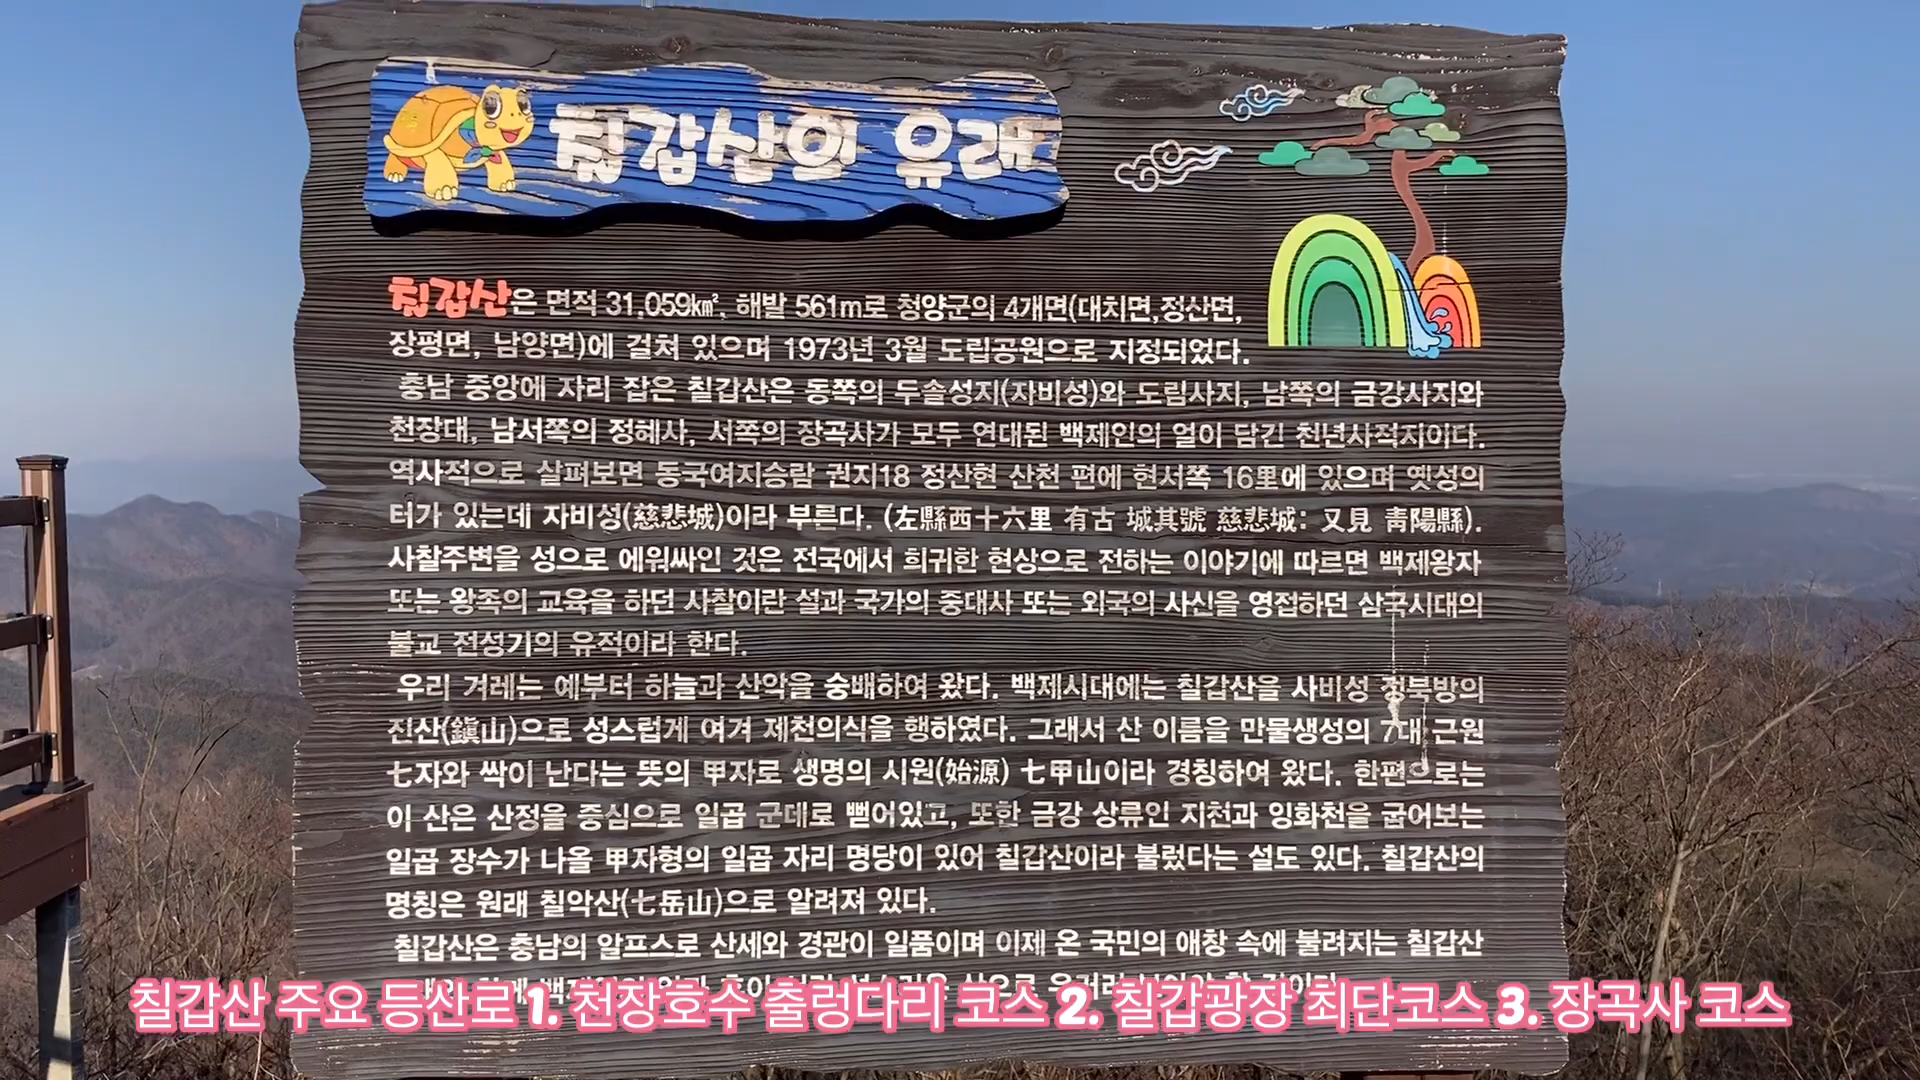 칠갑산의 유래
칠갑산은 면적 31.059㎢, 해발 561m로 청양군의 4개면(대치면,정산면,
장평면, 남양면)에 걸쳐 있으며 1973년 3월 도립공원으로 지정되었다.
충남 중앙에 자리 잡은 칠갑산은 동쪽의 두솔성지(자비성)와 도림사지, 남쪽의 금강사지와
천장대, 남서쪽의 정혜사, 서쪽의 장곡사가 모두 연대된 백제인의 얼이 담긴 천년사적지이다.
역사적으로 살펴보면 동국여지승람 권지18 정산현 산천 편에 현서쪽 16里에 있으며 옛성의
터가 있는데 자비성(慈悲城)이라 부른다. (左縣西十六里 有古 城其號 慈悲城: 又見 靑陽縣).
사찰주변을 성으로 에워싸인 것은 전국에서 희귀한 현상으로 전하는 이야기에 따르면 백제왕자
또는 왕족의 교육을 하던 사찰이란 설과 국가의 중대사 또는 외국의 사신을 영접하던 삼국시대의
불교 전성기의 유적이라 한다.
우리 겨레는 예부터 하늘과 산악을 숭배하여 왔다. 백제시대에는 칠갑산을 사비성 정북방의
진산(鎭山)으로 성스럽게 여겨 제천의식을 행하였다. 그래서 산 이름을 만물생성의 7대 근원
七자와 싹이 난다는 뜻의 甲자로 생명의 시원(始源) 七甲山이라 경칭하여 왔다. 한편으로는
이 산은 산정을 중심으로 일곱 군데로 뻗어있고, 또한 금강 상류인 지천과 잉화천을 굽어보는
일곱 장수가 나올 甲자형의 일곱 자리 명당이 있어 칠갑산이라 불렀다는 설도 있다. 칠갑산의
명칭은 원래 칠악산(七岳山)으로 알려져 있다.
칠갑산은 충남의 알프스로 산세와 경관이 일품이며 이제 온 국민의 애창 속에 불려지는 칠갑산
칠갑산 주요 등산로 1. 천장호수 출렁다리 코스 2. 칠갑광장 최단코스 3. 장곡사 코스